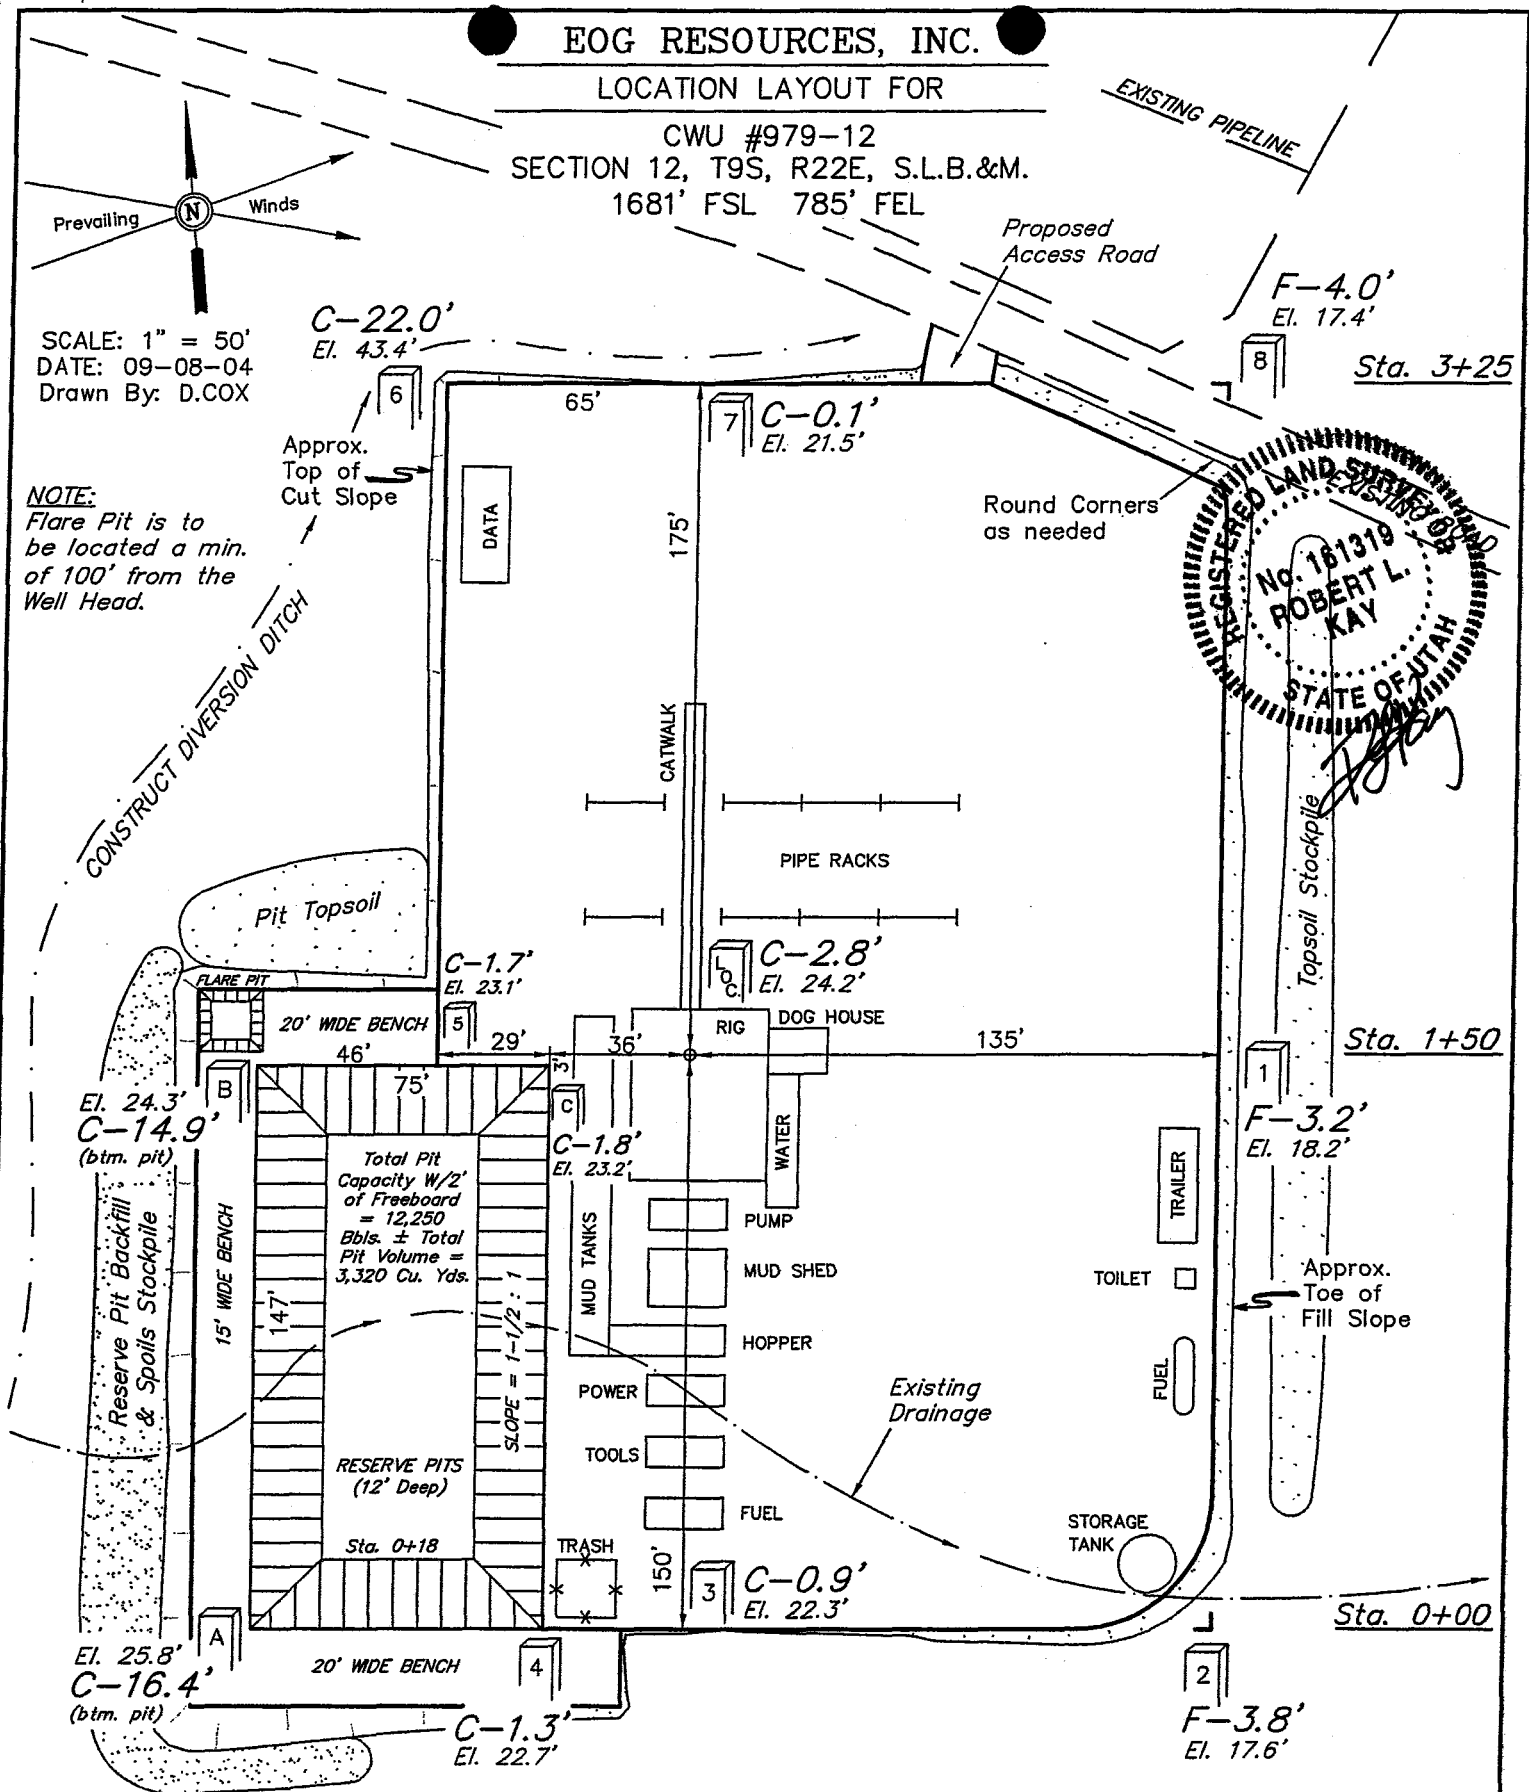 EOG RESOURCES, INC.
LOCATION LAYOUT FOR
CWU #979-12
SECTION 12, T9S, R22E, S.L.B.&M.
1681' FSL 785' FEL
EXISTING PIPELINE
Prevailing
N
Winds
Proposed
Access Road
SCALE: 1" = 50'
DATE: 09-08-04
Drawn By: D.COX
C-22.0'
El. 43.4'
6
F-4.0'
El. 17.4'
8
Sta. 3+25
65'
7
C-0.1'
El. 21.5'
Approx.
Top of
Cut Slope
NOTE:
Flare Pit is to
be located a min.
of 100' from the
Well Head.
DATA
175'
Round Corners
as needed
EXISTING ROAD
REGISTERED LAND SURVEYOR
No. 161319
ROBERT L.
KAY
STATE OF UTAH
CONSTRUCT DIVERSION DITCH
CATWALK
PIPE RACKS
Topsoil Stockpile
Pit Topsoil
C-1.7'
El. 23.1'
5
LOC.
C-2.8'
El. 24.2'
FLARE PIT
20' WIDE BENCH
RIG
DOG HOUSE
46'
29'
36'
135'
Sta. 1+50
3'
75'
B
El. 24.3'
C-14.9'
(btm. pit)
C
C-1.8'
El. 23.2'
1
F-3.2'
El. 18.2'
WATER
TRAILER
Total Pit
Capacity W/2'
of Freeboard
= 12,250
Bbls. ± Total
Pit Volume =
3,320 Cu. Yds.
Reserve Pit Backfill
& Spoils Stockpile
15' WIDE BENCH
147'
SLOPE = 1-1/2 : 1
MUD TANKS
PUMP
MUD SHED
HOPPER
POWER
TOOLS
FUEL
TOILET
FUEL
Approx.
Toe of
Fill Slope
Existing
Drainage
RESERVE PITS
(12' Deep)
Sta. 0+18
TRASH
150'
STORAGE
TANK
3
C-0.9'
El. 22.3'
Sta. 0+00
A
El. 25.8'
C-16.4'
(btm. pit)
20' WIDE BENCH
4
C-1.3'
El. 22.7'
2
F-3.8'
El. 17.6'